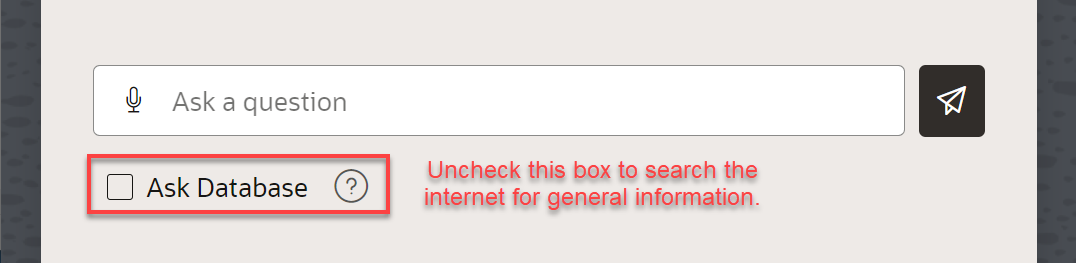 Ask a question
Ask Database ?
Uncheck this box to search the
internet for general information.